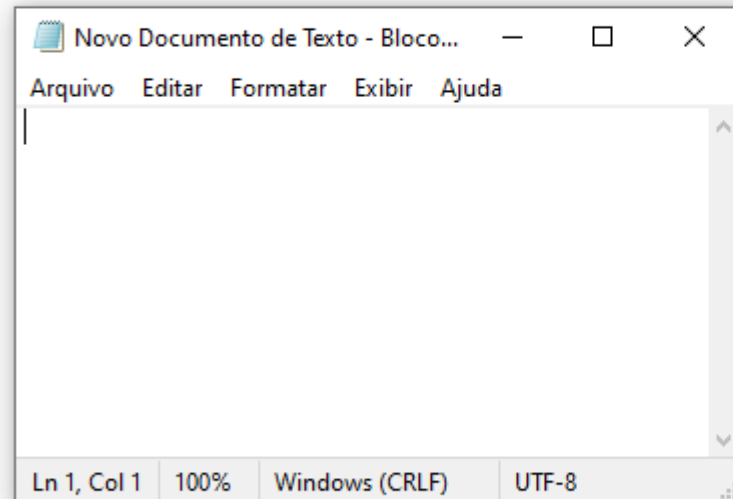 Novo Documento de Texto - Bloco...
Arquivo Editar Formatar Exibir Ajuda
Ln 1, Col 1 100% Windows (CRLF) UTF-8